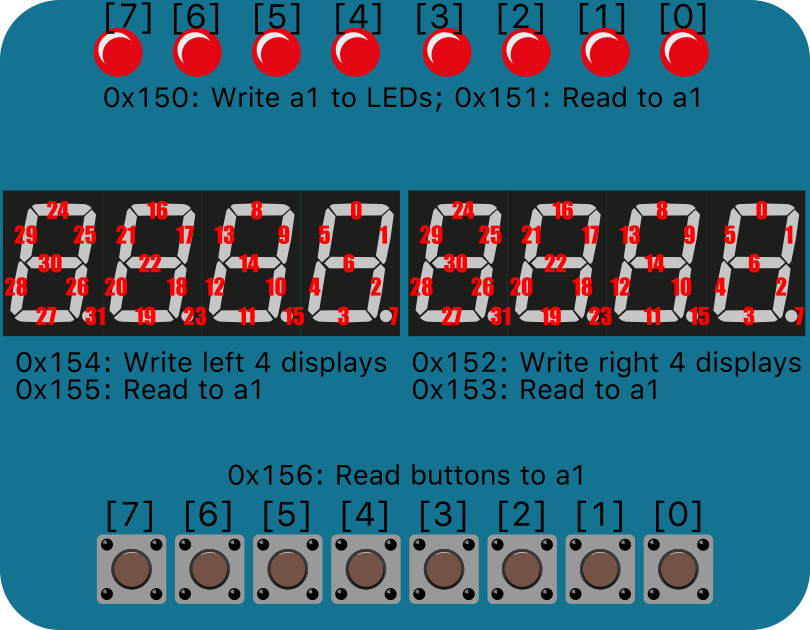 [7] [6] [5] [4] [3] [2] [1] [0]
0x150: Write a1 to LEDs; 0x151: Read to a1
24 16 8 0 24 16 8 0
29 25 21 17 13 9 5 1 29 25 21 17 13 9 5 1
30 22 14 6 30 22 14 6
28 26 20 18 12 10 4 2 28 26 20 18 12 10 4 2
27 31 19 23 11 15 3 7 27 31 19 23 11 15 3 7
0x154: Write left 4 displays
0x155: Read to a1
0x152: Write right 4 displays
0x153: Read to a1
0x156: Read buttons to a1
[7] [6] [5] [4] [3] [2] [1] [0]